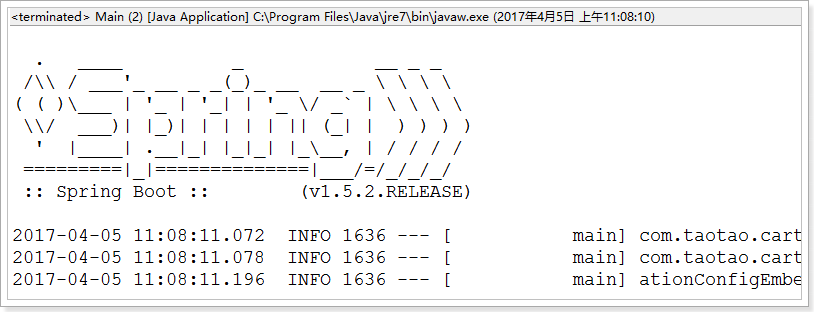 <terminated> Main (2) [Java Application] C:\Program Files\Java\jre7\bin\javaw.exe (2017年4月5日 上午11:08:10)
  .   ____          _            __ _ _
 /\\ / ___'_ __ _ _(_)_ __  __ _ \ \ \ \
( ( )\___ | '_ | '_| | '_ \/ _` | \ \ \ \
 \\/  ___)| |_)| | | | | || (_| |  ) ) ) )
  '  |____| .__|_| |_|_| |_\__, | / / / /
 =========|_|==============|___/=/_/_/_/
 :: Spring Boot ::        (v1.5.2.RELEASE)
2017-04-05 11:08:11.072  INFO 1636 --- [           main] com.taotao.cart
2017-04-05 11:08:11.078  INFO 1636 --- [           main] com.taotao.cart
2017-04-05 11:08:11.196  INFO 1636 --- [           main] ationConfigEmbe